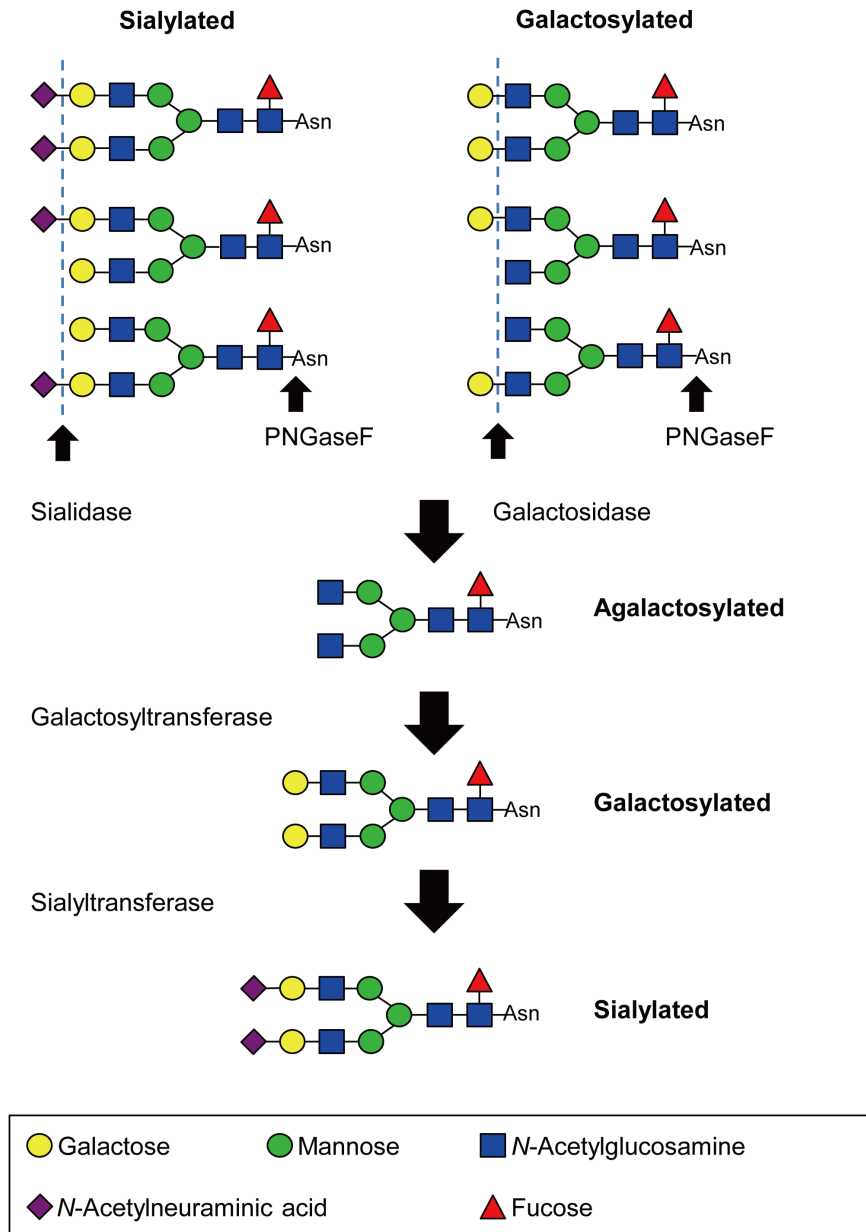 Sialylated
Galactosylated
Asn
Asn
Asn
Asn
Asn
Asn
PNGaseF
PNGaseF
Sialidase
Galactosidase
Asn
Agalactosylated
Galactosyltransferase
Asn
Galactosylated
Sialyltransferase
Asn
Sialylated
Galactose
Mannose
N-Acetylglucosamine
N-Acetylneuraminic acid
Fucose